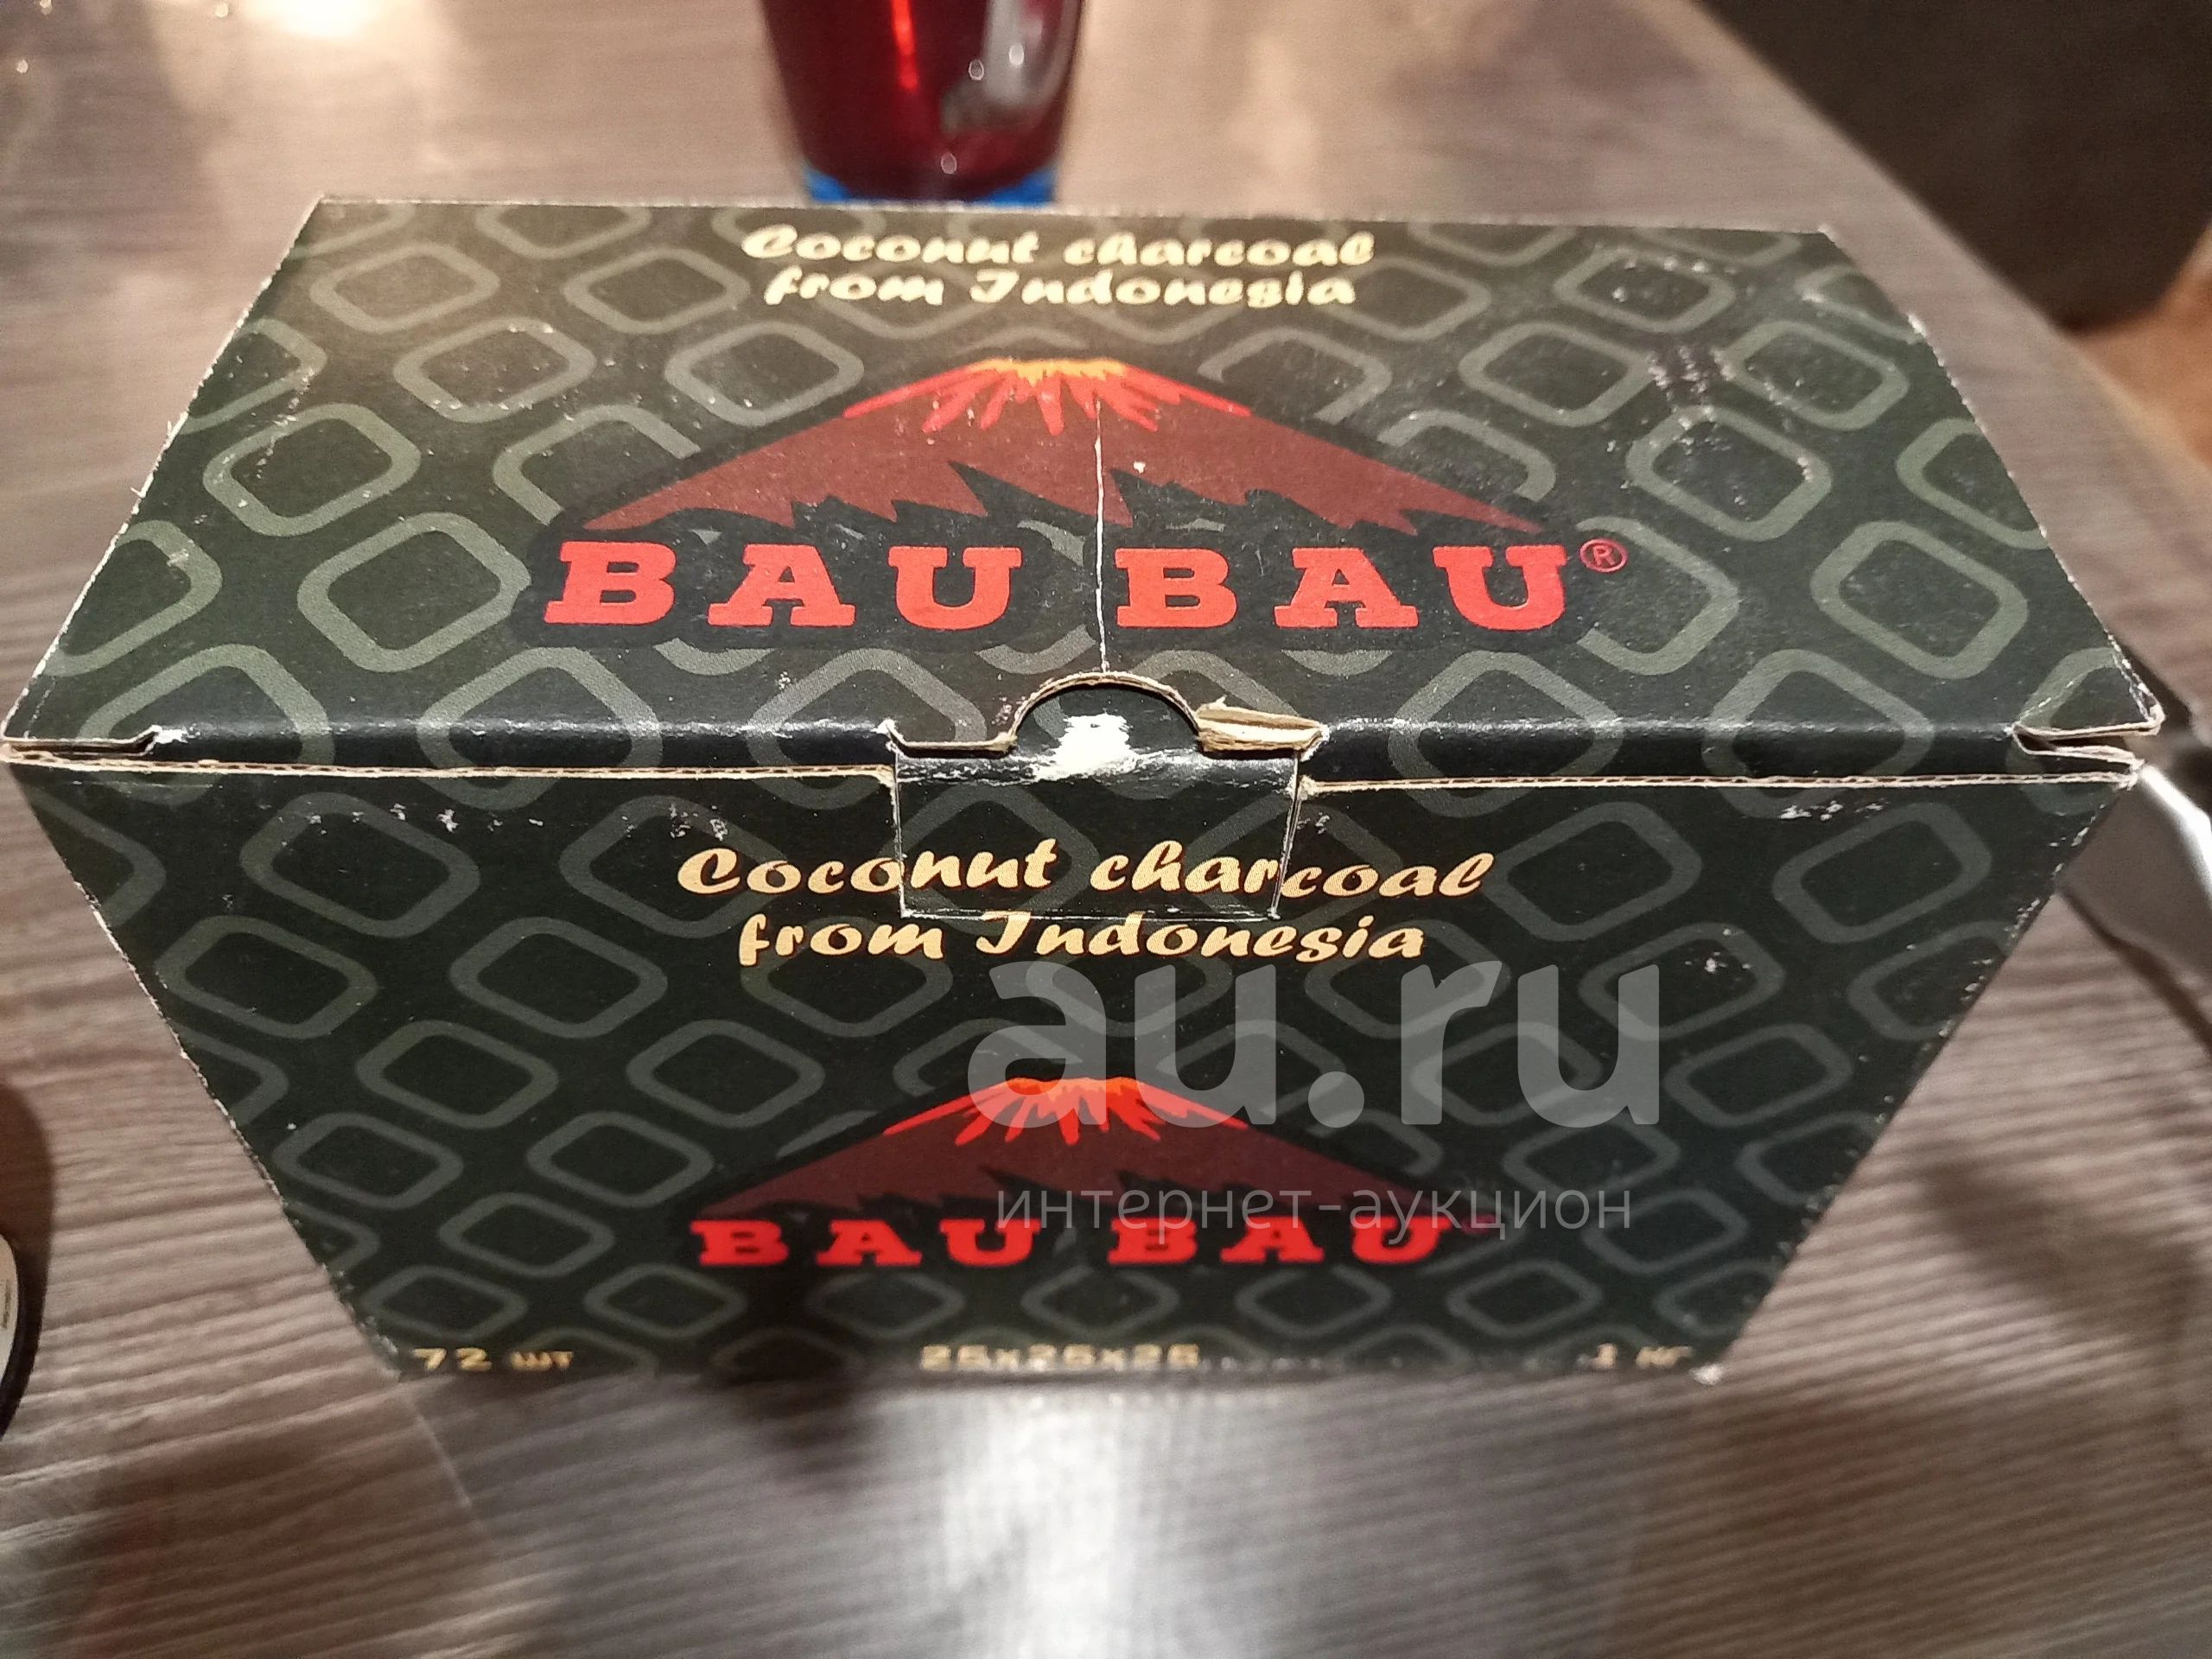 Coconut charcoal
from Indonesia
BAU BAU®
Coconut charcoal
from Indonesia
au.ru
интернет-аукцион
BAU BAU
72 шт 25x25x25 1 кг